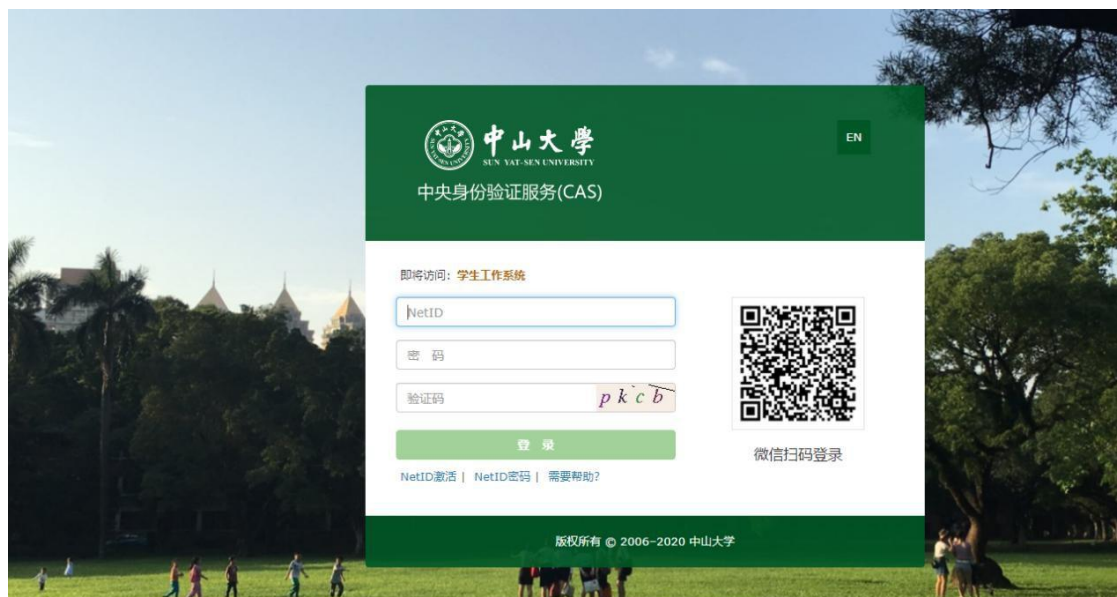 中山大學
SUN YAT-SEN UNIVERSITY
EN
中央身份验证服务(CAS)
即将访问: 学生工作系统
NetID
密 码
验证码
pkcb
登 录
微信扫码登录
NetID激活 | NetID密码 | 需要帮助?
版权所有 © 2006-2020 中山大学